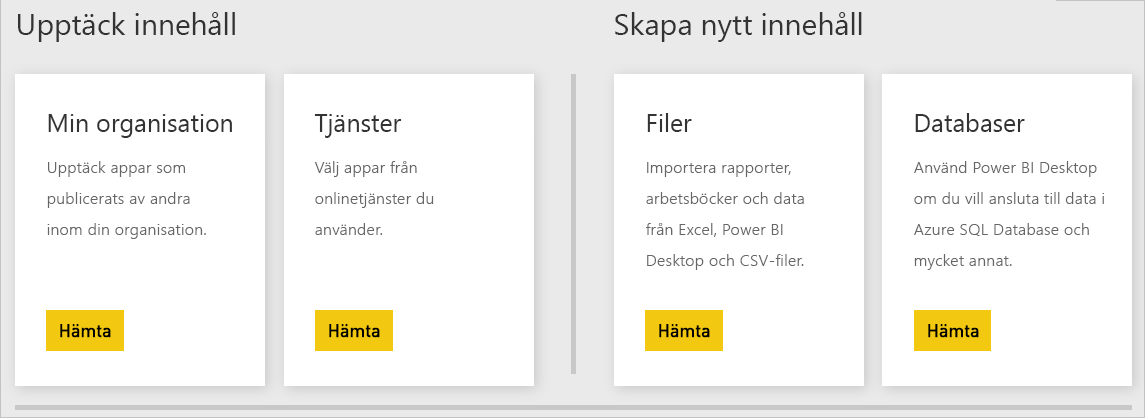 Upptäck innehåll
Min organisation
Upptäck appar som
publicerats av andra
inom din organisation.
Hämta
Tjänster
Välj appar från
onlinetjänster du
använder.
Hämta
Skapa nytt innehåll
Filer
Importera rapporter,
arbetsböcker och data
från Excel, Power BI
Desktop och CSV-filer.
Hämta
Databaser
Använd Power BI Desktop
om du vill ansluta till data i
Azure SQL Database och
mycket annat.
Hämta